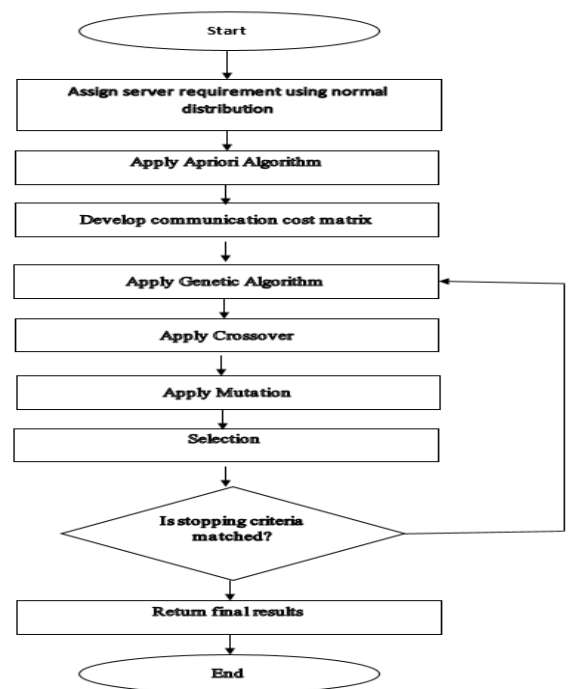 Start
Assign server requirement using normal
distribution
Apply Apriori Algorithm
Develop communication cost matrix
Apply Genetic Algorithm
Apply Crossover
Apply Mutation
Selection
Is stopping criteria
matched?
Return final results
End